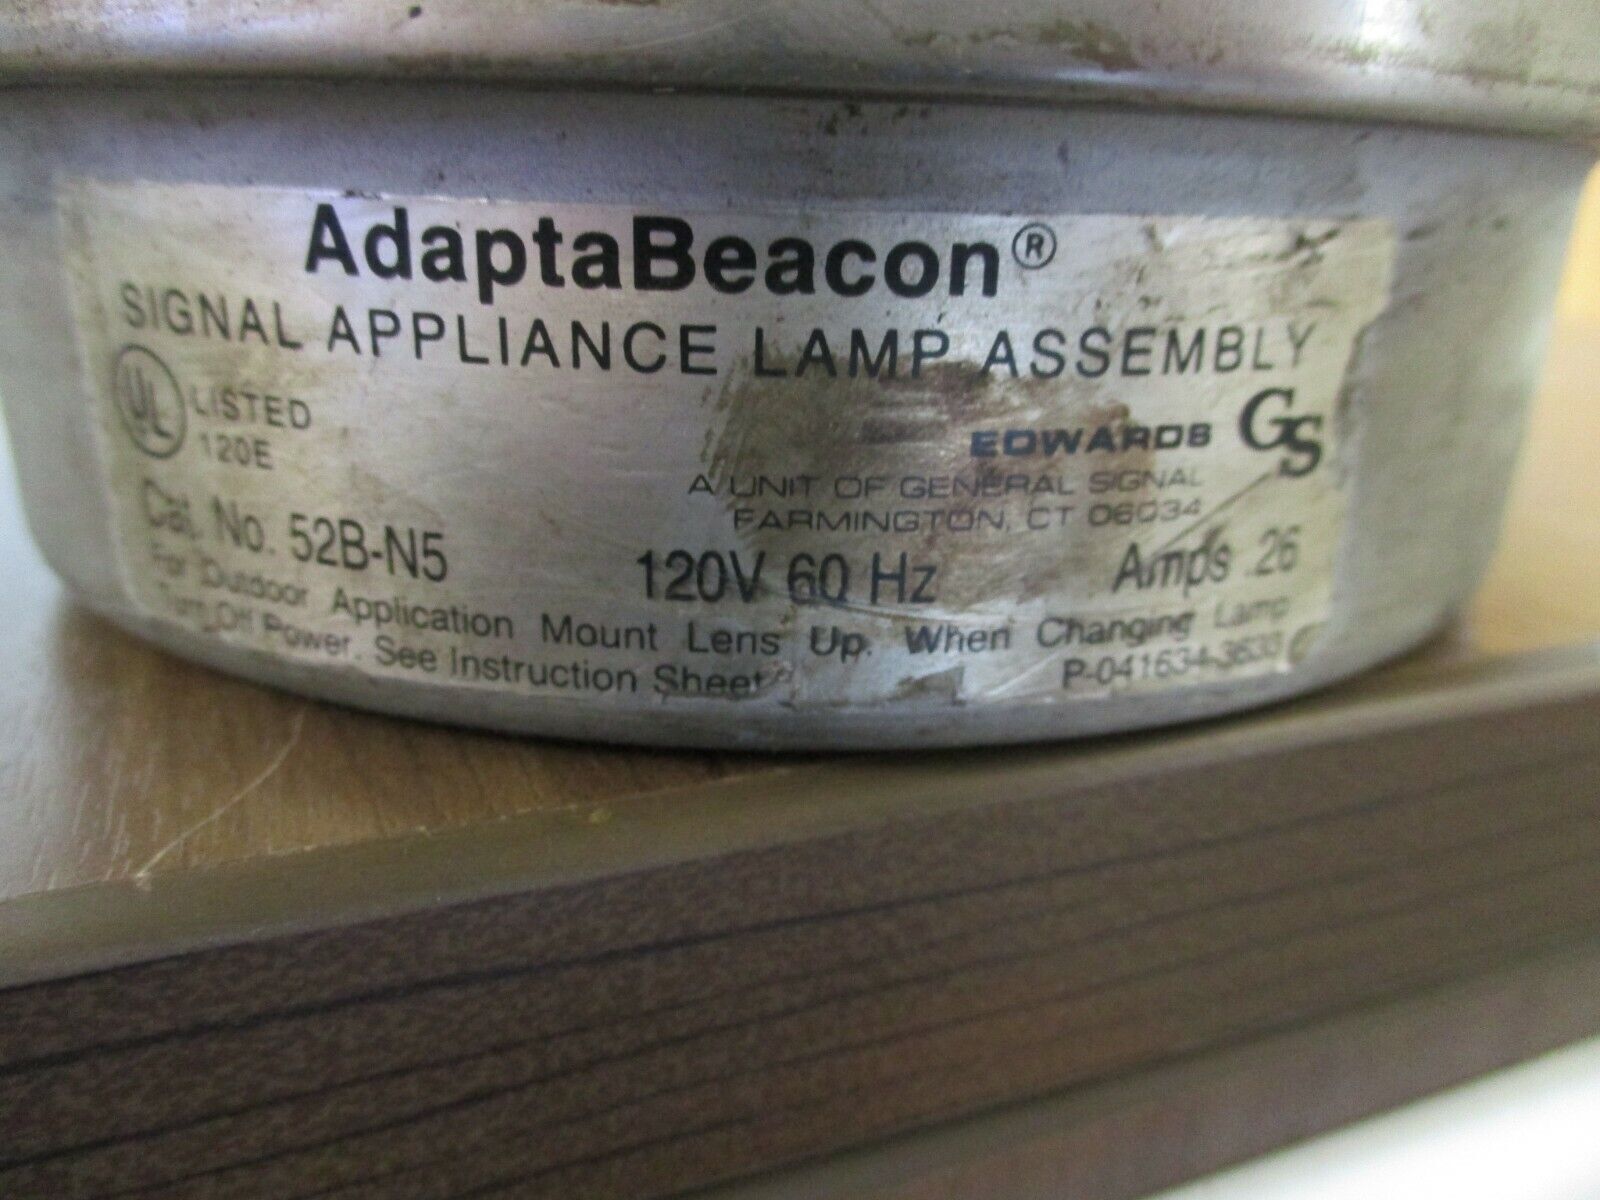 AdaptaBeacon®
SIGNAL APPLIANCE LAMP ASSEMBLY
UL LISTED
120E
EDWARDS GS
A UNIT OF GENERAL SIGNAL
FARMINGTON, CT 06034
Cat. No. 52B-N5 120V 60 Hz Amps .26
For Outdoor Application Mount Lens Up. When Changing Lamp
Turn Off Power. See Instruction Sheet P-041634-3633